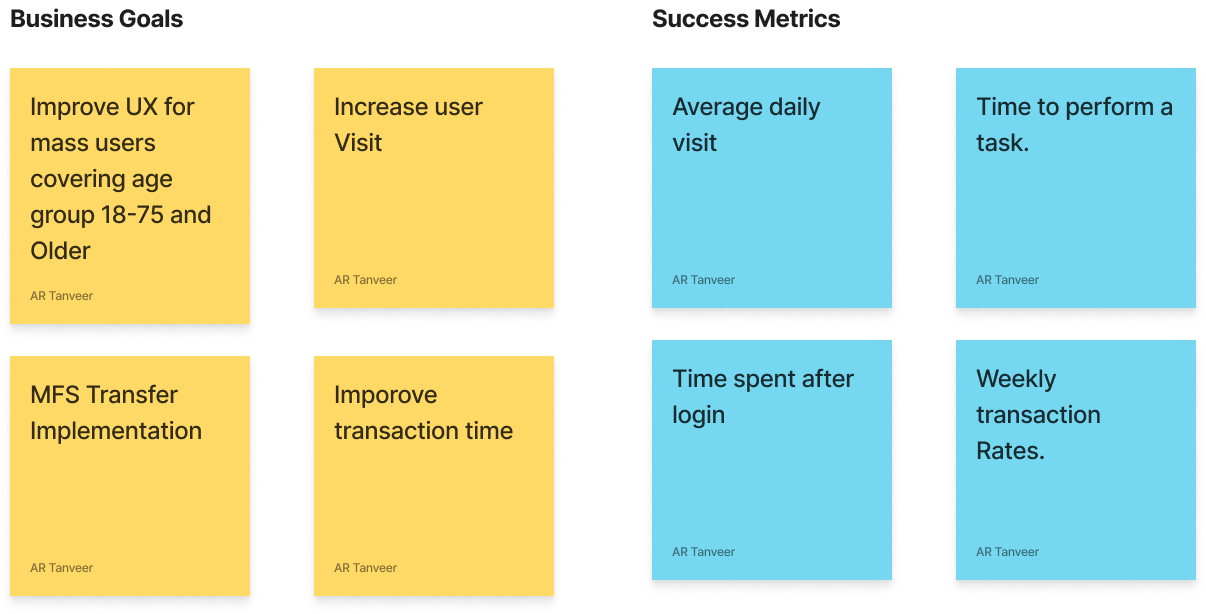 Business Goals
Improve UX for
mass users
covering age
group 18-75 and
Older
AR Tanveer
Increase user
Visit
AR Tanveer
MFS Transfer
Implementation
AR Tanveer
Imporove
transaction time
AR Tanveer
Success Metrics
Average daily
visit
AR Tanveer
Time to perform a
task.
AR Tanveer
Time spent after
login
AR Tanveer
Weekly
transaction
Rates.
AR Tanveer